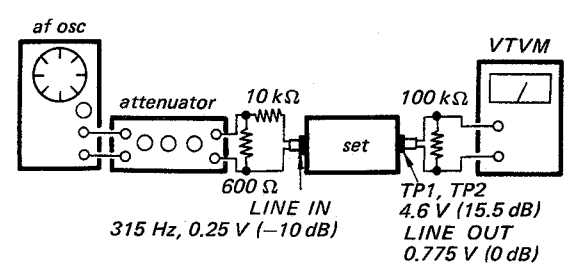 af osc
VTVM
attenuator
10 kΩ
100 kΩ
set
600 Ω
LINE IN
315 Hz, 0.25 V (−10 dB)
TP1, TP2
4.6 V (15.5 dB)
LINE OUT
0.775 V (0 dB)